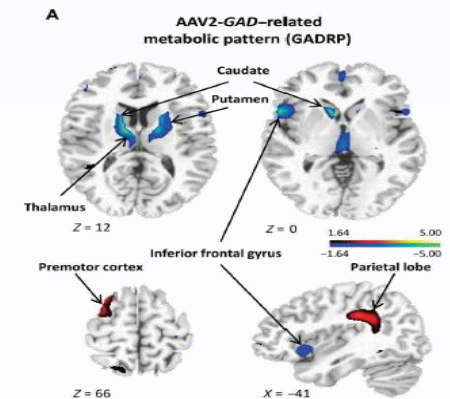 A
AAV2-GAD–related
metabolic pattern (GADRP)
Caudate
Putamen
Thalamus
Z = 12
Z = 0
1.64 5.00
−1.64 −5.00
Inferior frontal gyrus
Premotor cortex
Parietal lobe
Z = 66
X = −41